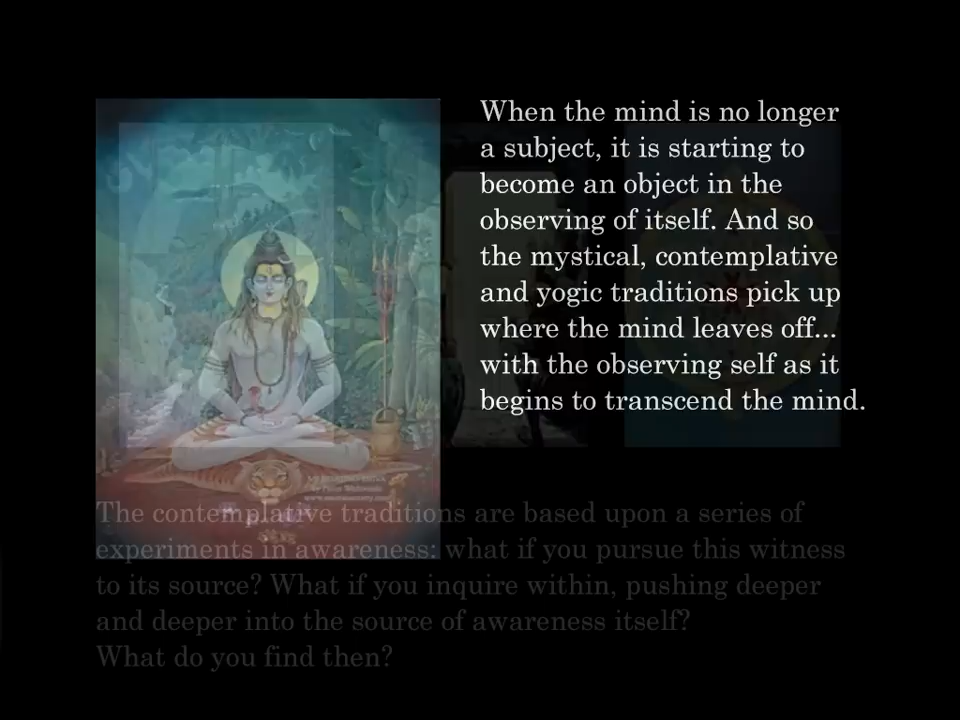 When the mind is no longer
a subject, it is starting to
become an object in the
observing of itself. And so
the mystical, contemplative
and yogic traditions pick up
where the mind leaves off...
with the observing self as it
begins to transcend the mind.
The contemplative traditions are based upon a series of
experiments in awareness: what if you pursue this witness
to its source? What if you inquire within, pushing deeper
and deeper into the source of awareness itself?
What do you find then?